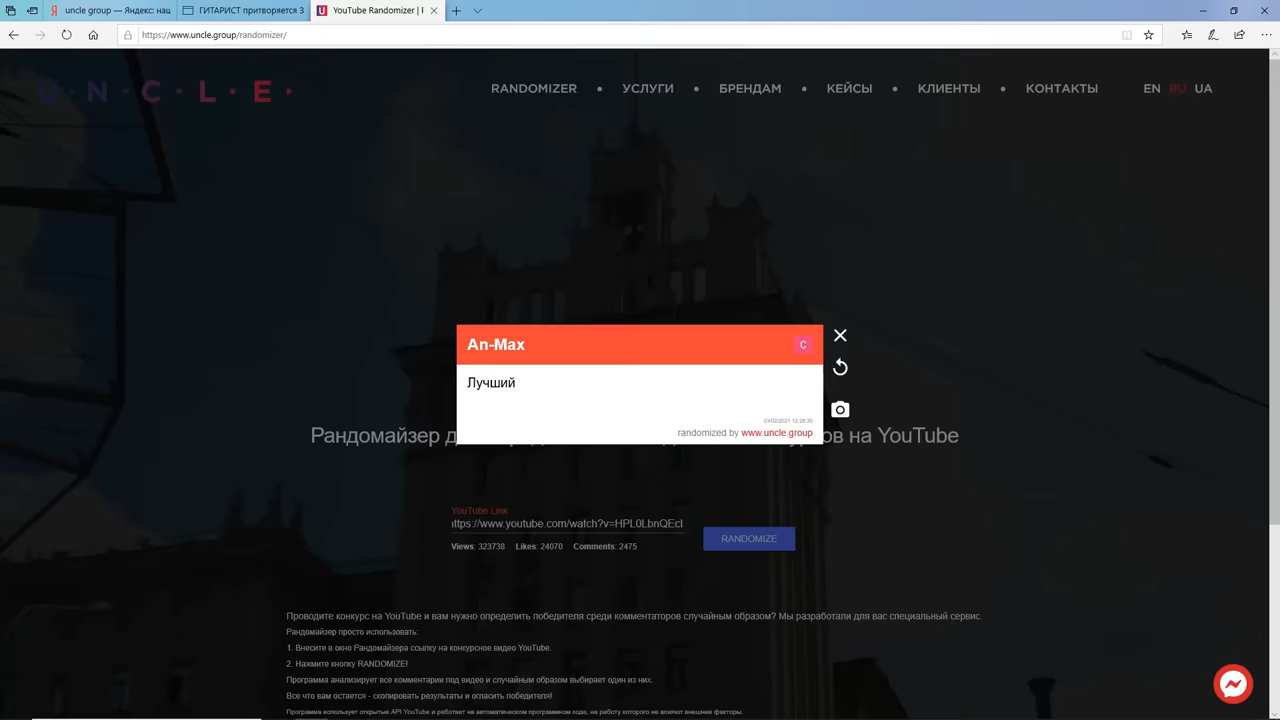 uncle group — Яндекс: наш
ГИТАРИСТ притворяется З
YouTube Randomizer | Р
https://www.uncle.group/randomizer/
U·N·C·L·E
RANDOMIZER • УСЛУГИ • БРЕНДАМ • КЕЙСЫ • КЛИЕНТЫ • КОНТАКТЫ EN RU UA
An-Max
C
Лучший
randomized by www.uncle.group
Рандомайзер ов на YouTube
YouTube Link
https://www.youtube.com/watch?v=HPL0LbnQEcI
RANDOMIZE
Views: 323738 Likes: 24070 Comments: 2475
Проводите конкурс на YouTube и вам нужно определить победителя среди комментаторов случайным образом? Мы разработали для вас специальный сервис.
Рандомайзер просто использовать:
1. Внесите в окно Рандомайзера ссылку на конкурсное видео YouTube.
2. Нажмите кнопку RANDOMIZE!
Программа анализирует все комментарии под видео и случайным образом выбирает один из них.
Все что вам остается - скопировать результаты и огласить победителя!
Программа использует открытые API YouTube и работает на автоматическом программном коде, на работу которого не влияют внешние факторы.